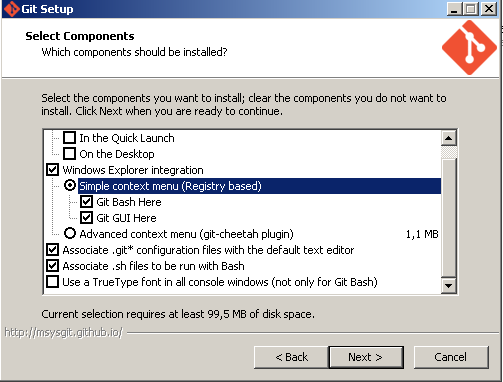 Git Setup
Select Components
Which components should be installed?
Select the components you want to install; clear the components you do not want to
install. Click Next when you are ready to continue.
In the Quick Launch
On the Desktop
Windows Explorer integration
Simple context menu (Registry based)
Git Bash Here
Git GUI Here
Advanced context menu (git-cheetah plugin) 1,1 MB
Associate .git* configuration files with the default text editor
Associate .sh files to be run with Bash
Use a TrueType font in all console windows (not only for Git Bash)
Current selection requires at least 99,5 MB of disk space.
http://msysgit.github.io/
< Back Next > Cancel